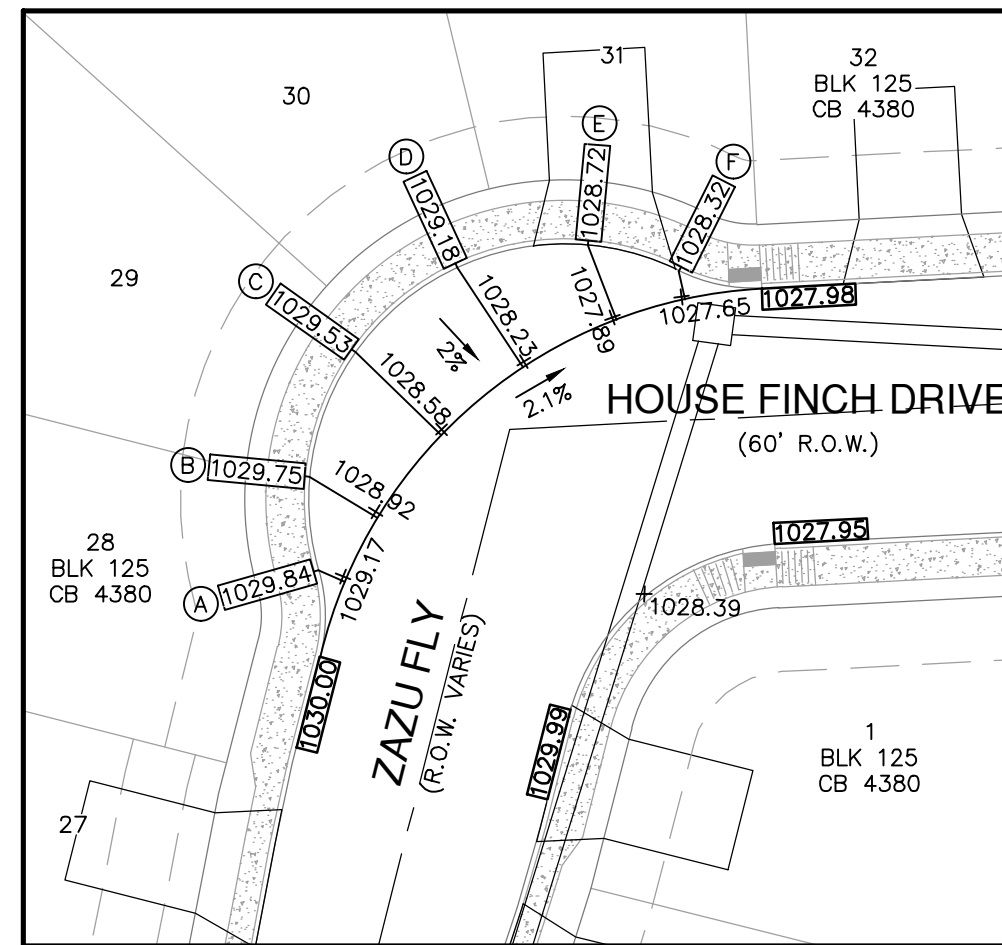 31
32
BLK 125
CB 4380
30
E
D
F
1028.72
1029.18
1028.32
29
C
1029.53
1028.23
1027.89
1027.65
1027.98
2%
1028.58
2.1%
HOUSE FINCH DRIVE
(60' R.O.W.)
B
1029.75
1028.92
1027.95
28
BLK 125
CB 4380
A
1029.84
1029.17
1028.39
ZAZU FLY
(R.O.W. VARIES)
1030.00
1029.99
1
BLK 125
CB 4380
27